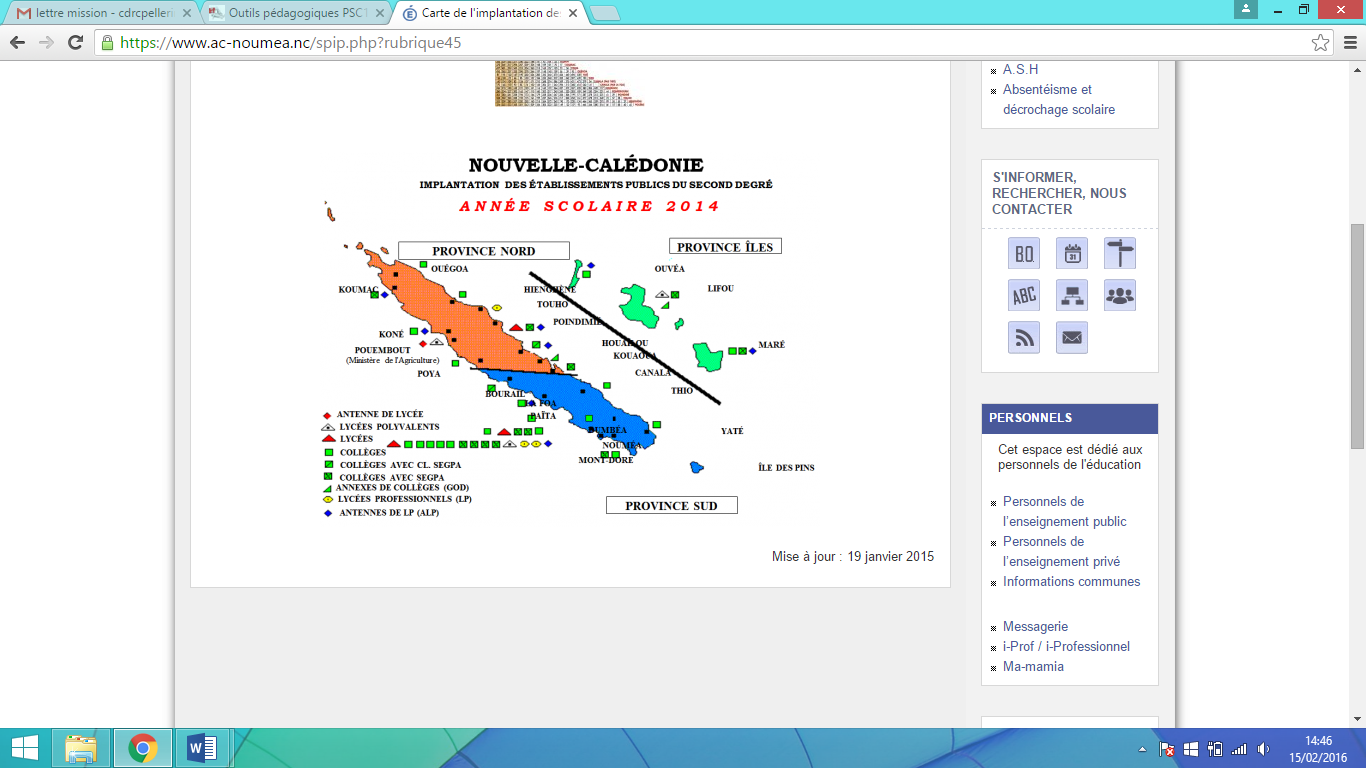 lettre mission - cdrcpelleri
Outils pédagogiques PSC1
Carte de l'implantation des
https://www.ac-noumea.nc/spip.php?rubrique45
NOUVELLE-CALÉDONIE
IMPLANTATION DES ÉTABLISSEMENTS PUBLICS DU SECOND DEGRÉ
ANNÉE SCOLAIRE 2014
PROVINCE NORD
PROVINCE ÎLES
OUÉGOA
OUVÉA
KOUMAC
HIENGHÈNE
LIFOU
TOUHO
POINDIMIÉ
KONÉ
HOUAILOU
MARÉ
POUEMBOUT
KOUAOUA
(Ministère de l'Agriculture)
POYA
CANALA
BOURAIL
THIO
LA FOA
PAÏTA
DUMBÉA
YATÉ
NOUMÉA
MONT-DORE
ÎLE DES PINS
ANTENNE DE LYCÉE
LYCÉES POLYVALENTS
LYCÉES
COLLÈGES
COLLÈGES AVEC CL. SEGPA
COLLÈGES AVEC SEGPA
ANNEXES DE COLLÈGES (GOD)
LYCÉES PROFESSIONNELS (LP)
ANTENNES DE LP (ALP)
PROVINCE SUD
Mise à jour : 19 janvier 2015
A.S.H
Absentéisme et
décrochage scolaire
S'INFORMER,
RECHERCHER, NOUS
CONTACTER
B.O.
31
ABC
PERSONNELS
Cet espace est dédié aux
personnels de l'éducation
Personnels de
l'enseignement public
Personnels de
l'enseignement privé
Informations communes
Messagerie
i-Prof / i-Professionnel
Ma-mamia
14:46
15/02/2016